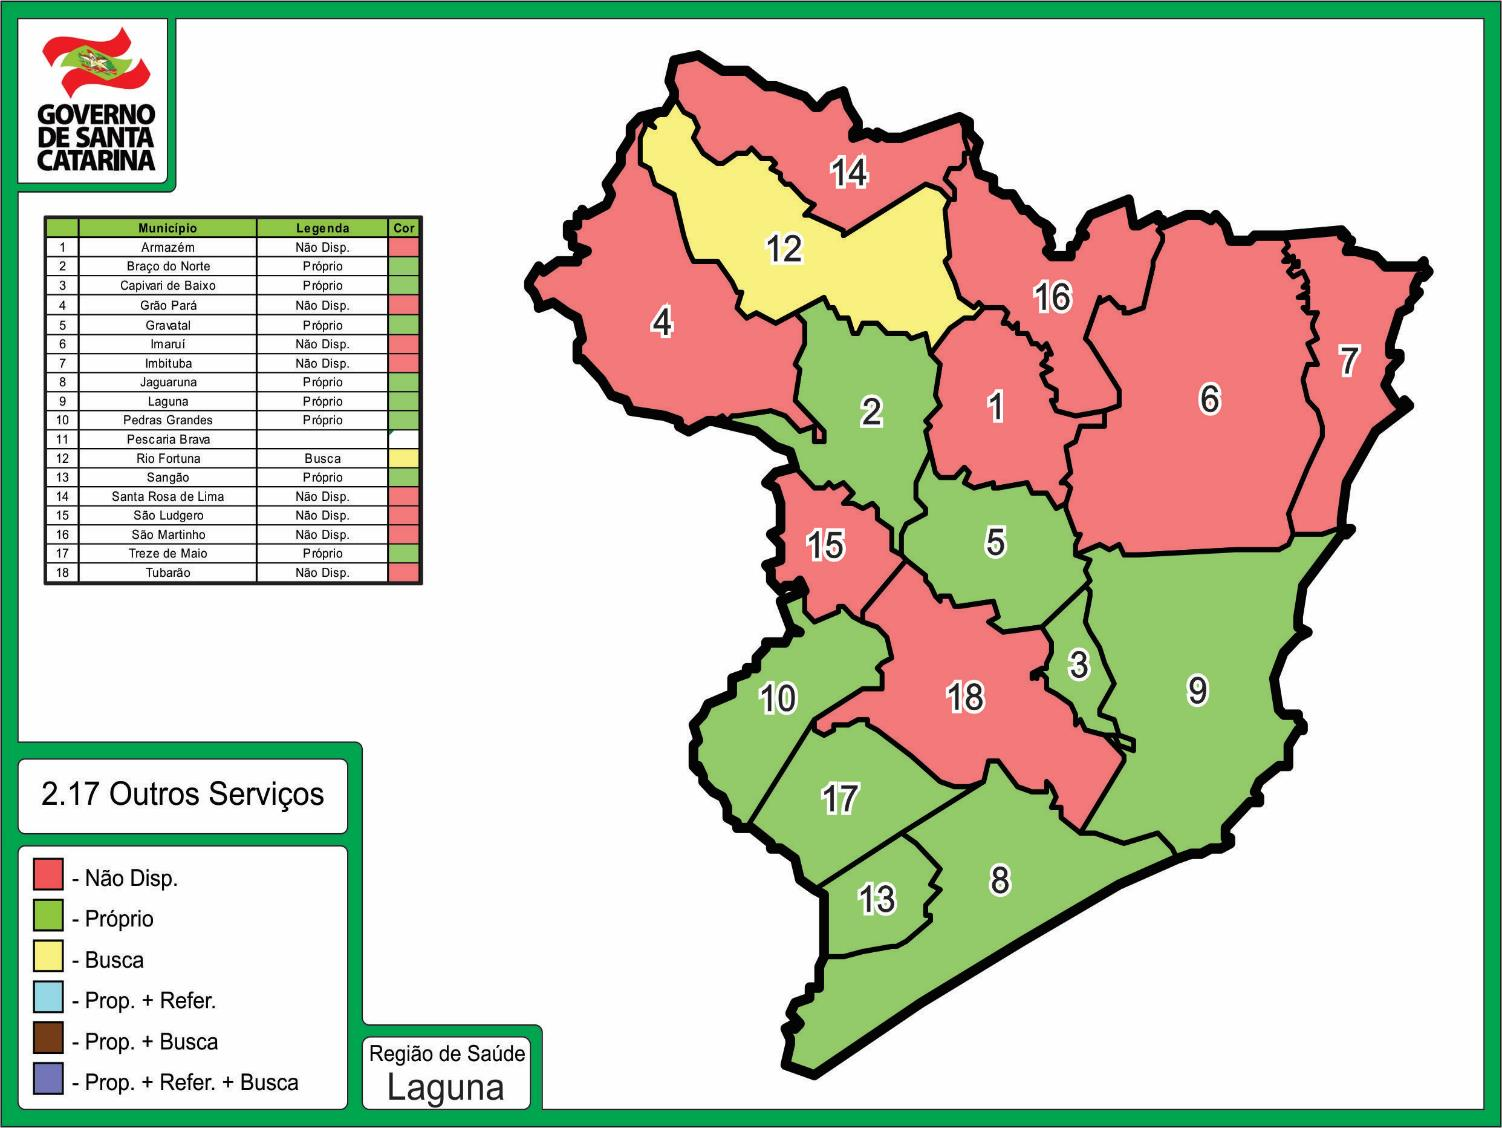 GOVERNO
DE SANTA
CATARINA
Município Legenda Cor
1 Armazém Não Disp.
2 Braço do Norte Próprio
3 Capivari de Baixo Próprio
4 Grão Pará Não Disp.
5 Gravatal Próprio
6 Imaruí Não Disp.
7 Imbituba Não Disp.
8 Jaguaruna Próprio
9 Laguna Próprio
10 Pedras Grandes Próprio
11 Pescaria Brava
12 Rio Fortuna Busca
13 Sangão Próprio
14 Santa Rosa de Lima Não Disp.
15 São Ludgero Não Disp.
16 São Martinho Não Disp.
17 Treze de Maio Próprio
18 Tubarão Não Disp.
14
12
16
4
7
6
2
1
5
15
3
9
18
10
17
8
13
2.17 Outros Serviços
- Não Disp.
- Próprio
- Busca
- Prop. + Refer.
- Prop. + Busca
- Prop. + Refer. + Busca
Região de Saúde
Laguna